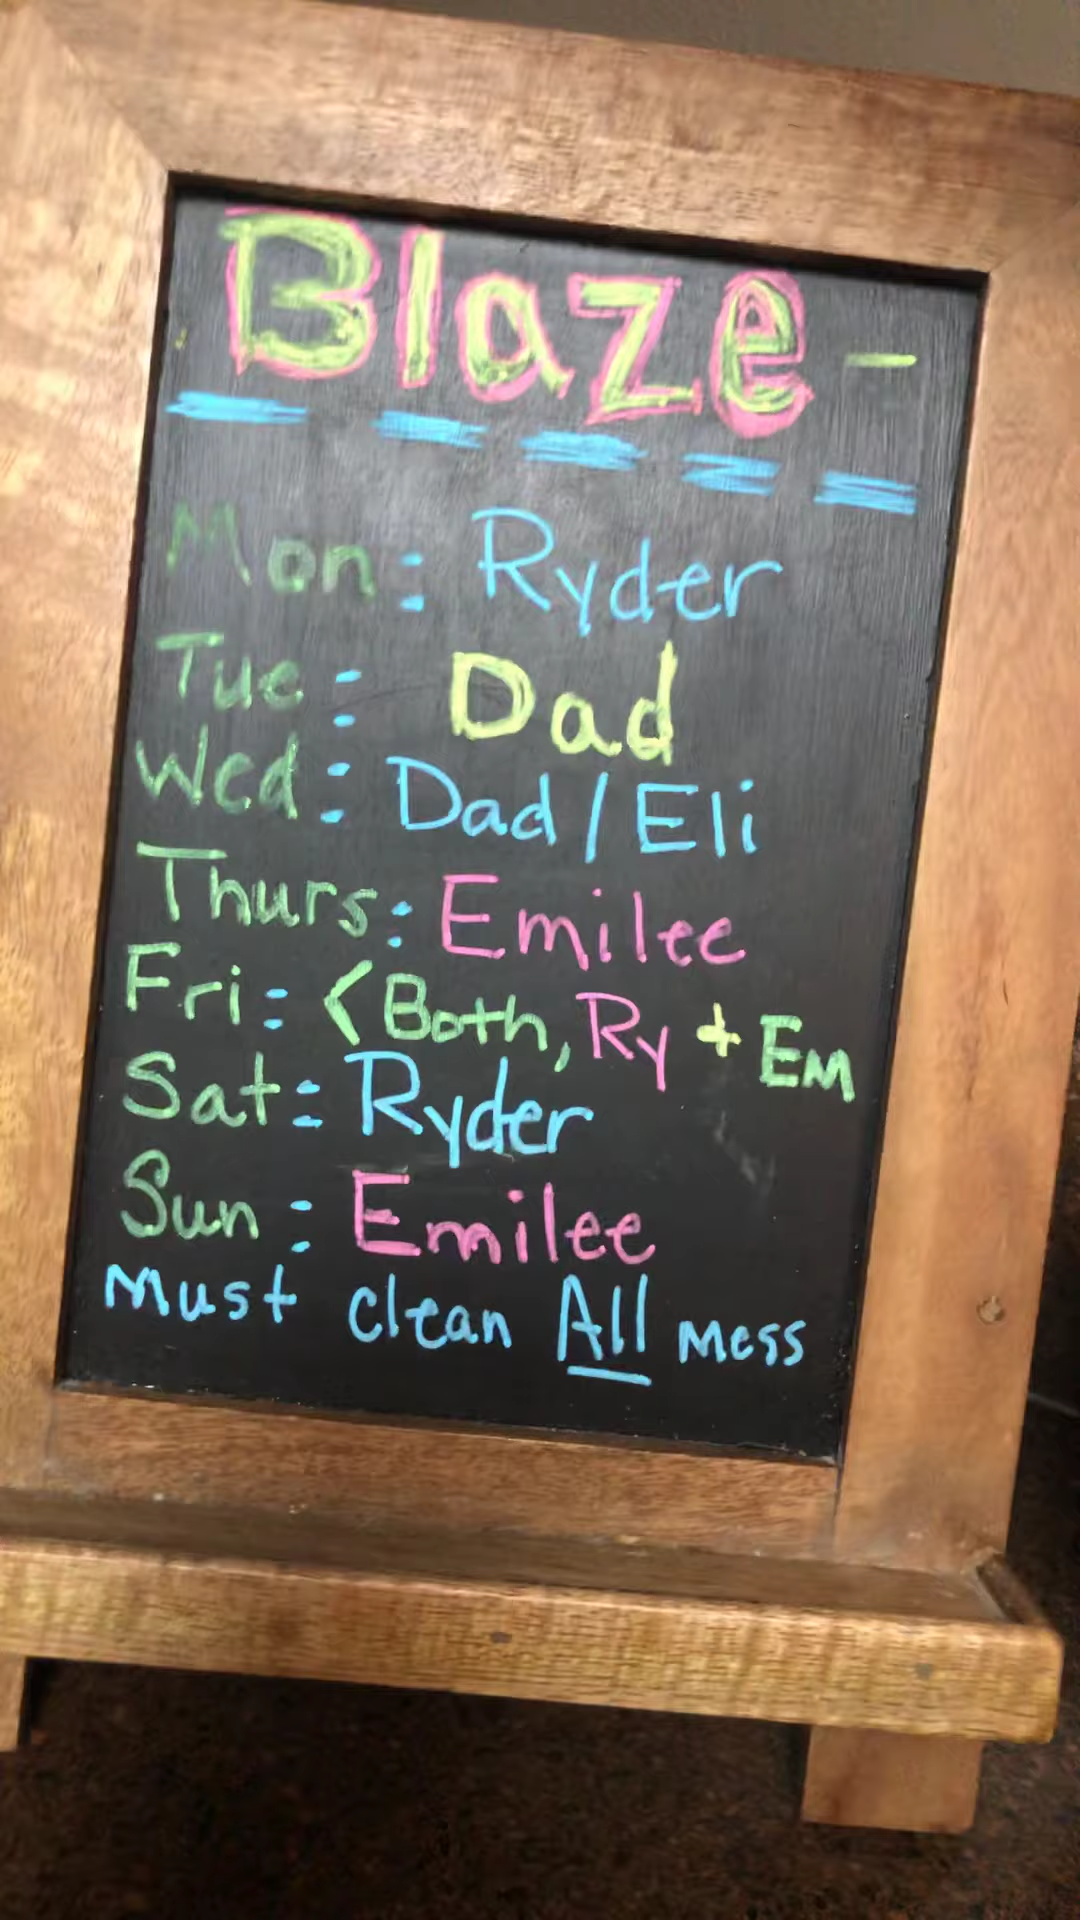 Blaze -
Mon: Ryder
Tue: Dad
Wed: Dad/Eli
Thurs: Emilee
Fri: <Both, Ry + Em
Sat: Ryder
Sun: Emilee
Must clean All mess